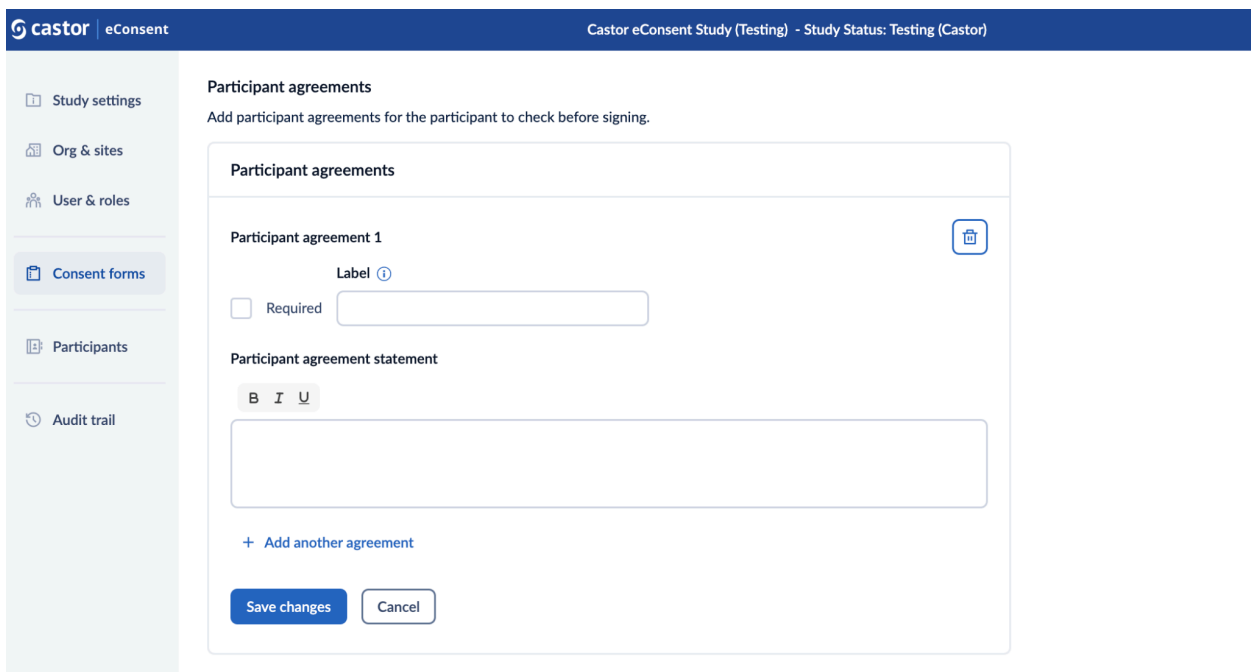 castor | eConsent
Castor eConsent Study (Testing) - Study Status: Testing (Castor)
Study settings
Org & sites
User & roles
Consent forms
Participants
Audit trail
Participant agreements
Add participant agreements for the participant to check before signing.
Participant agreements
Participant agreement 1
Label
Required
Participant agreement statement
B I U
+ Add another agreement
Save changes Cancel